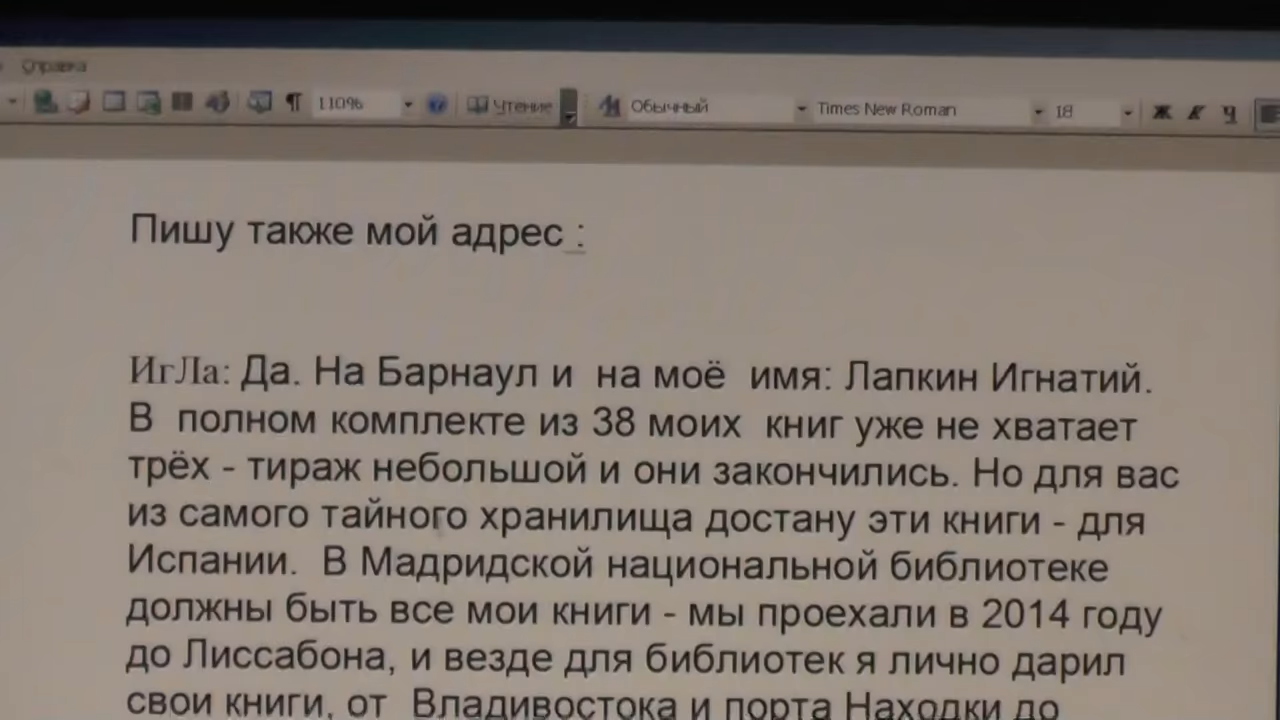 Справка
110% Чтение Обычный Times New Roman 18 Ж К Ч
Пишу также мой адрес :
ИгЛа: Да. На Барнаул и на моё имя: Лапкин Игнатий.
В полном комплекте из 38 моих книг уже не хватает
трёх - тираж небольшой и они закончились. Но для вас
из самого тайного хранилища достану эти книги - для
Испании. В Мадридской национальной библиотеке
должны быть все мои книги - мы проехали в 2014 году
до Лиссабона, и везде для библиотек я лично дарил
свои книги, от Владивостока и порта Находки до